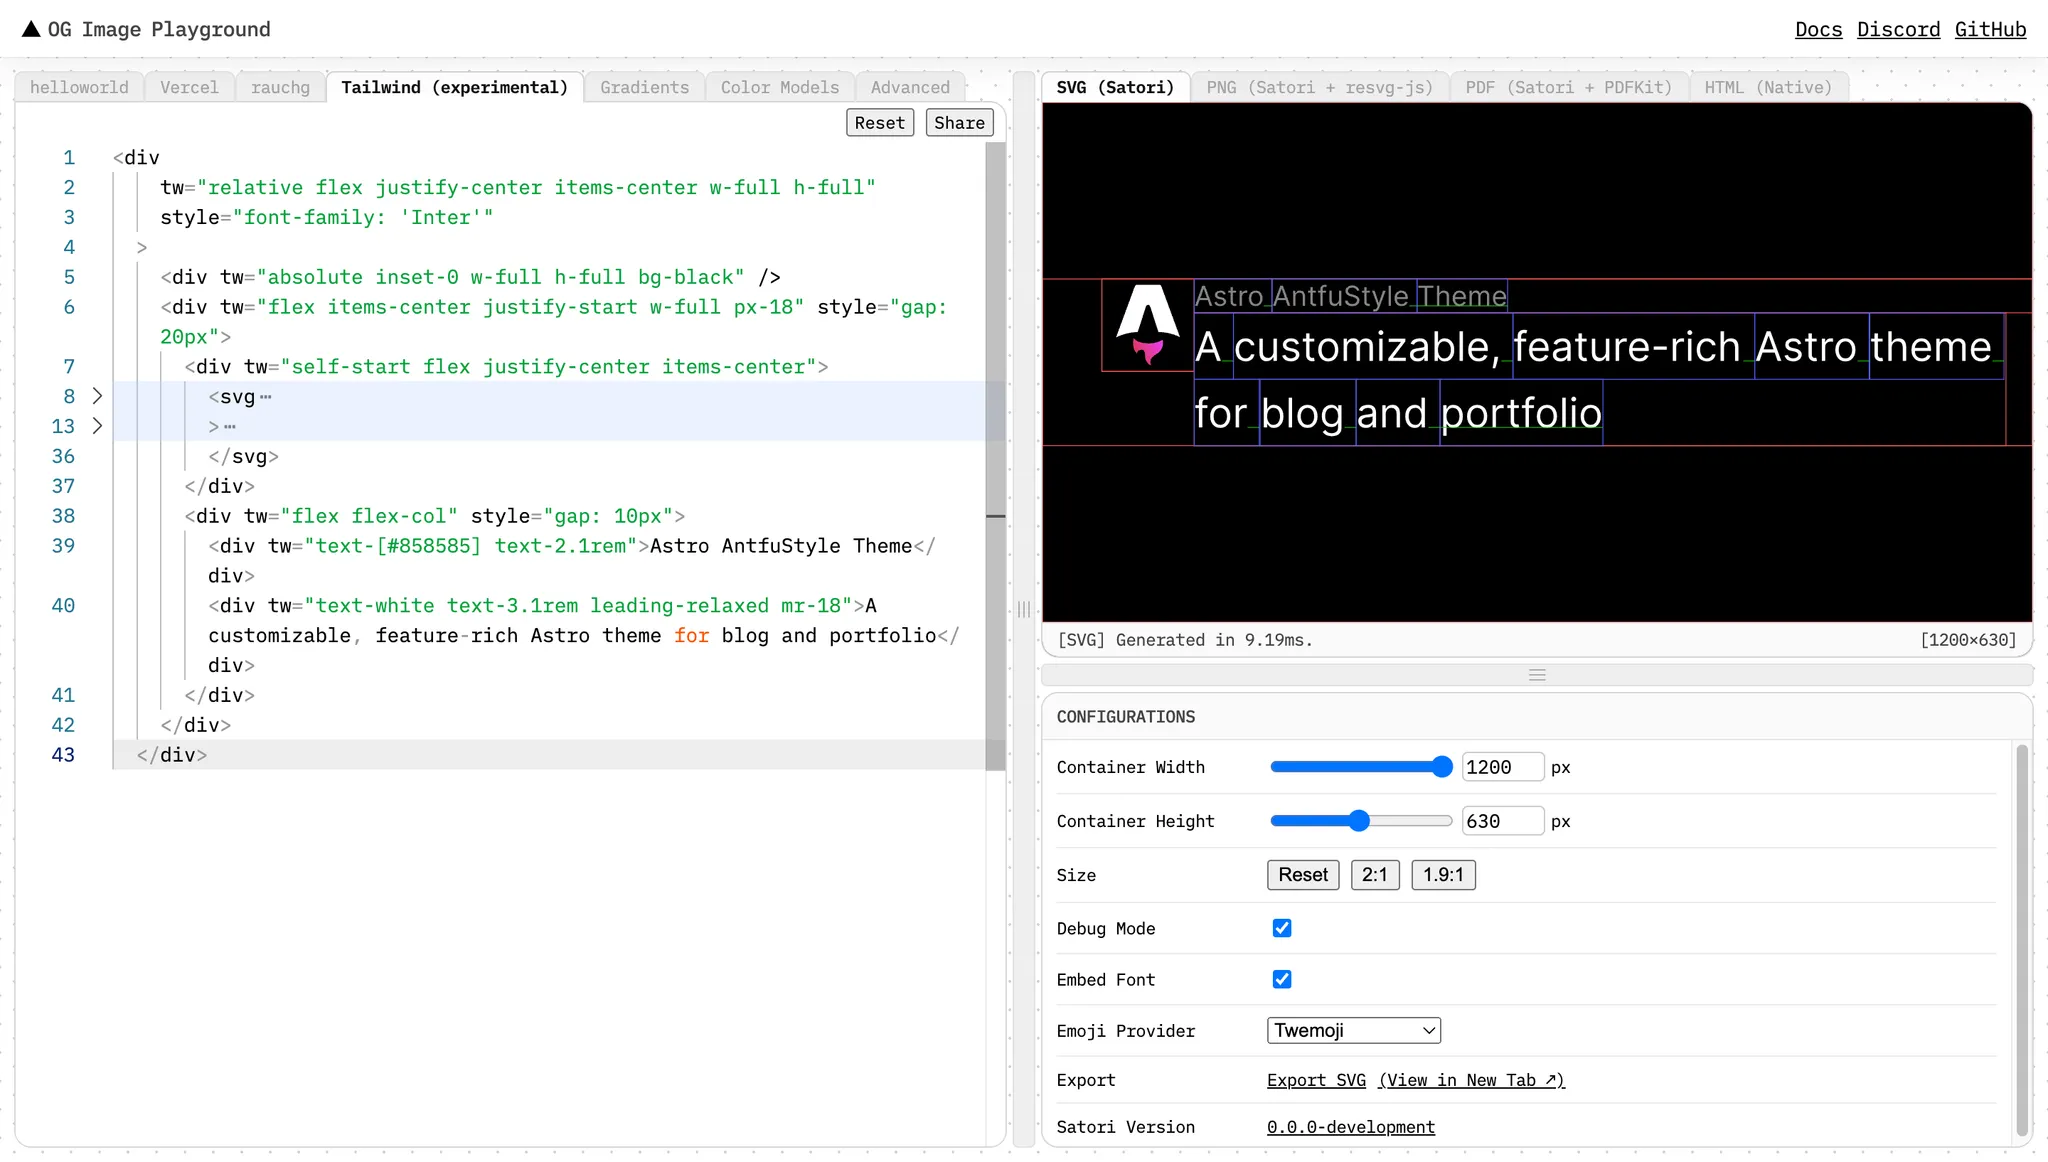 OG Image Playground
Docs Discord GitHub
helloworld Vercel rauchg Tailwind (experimental) Gradients Color Models Advanced
Reset Share
1 <div
2 tw="relative flex justify-center items-center w-full h-full"
3 style="font-family: 'Inter'"
4 >
5 <div tw="absolute inset-0 w-full h-full bg-black" />
6 <div tw="flex items-center justify-start w-full px-18" style="gap:
20px">
7 <div tw="self-start flex justify-center items-center">
8 <svg⋯
13 >⋯
36 </svg>
37 </div>
38 <div tw="flex flex-col" style="gap: 10px">
39 <div tw="text-[#858585] text-2.1rem">Astro AntfuStyle Theme</
div>
40 <div tw="text-white text-3.1rem leading-relaxed mr-18">A
customizable, feature-rich Astro theme for blog and portfolio</
div>
41 </div>
42 </div>
43 </div>
SVG (Satori) PNG (Satori + resvg-js) PDF (Satori + PDFKit) HTML (Native)
Astro AntfuStyle Theme
A customizable, feature-rich Astro theme
for blog and portfolio
[SVG] Generated in 9.19ms. [1200×630]
CONFIGURATIONS
Container Width 1200 px
Container Height 630 px
Size Reset 2:1 1.9:1
Debug Mode
Embed Font
Emoji Provider Twemoji
Export Export SVG (View in New Tab ↗)
Satori Version 0.0.0-development